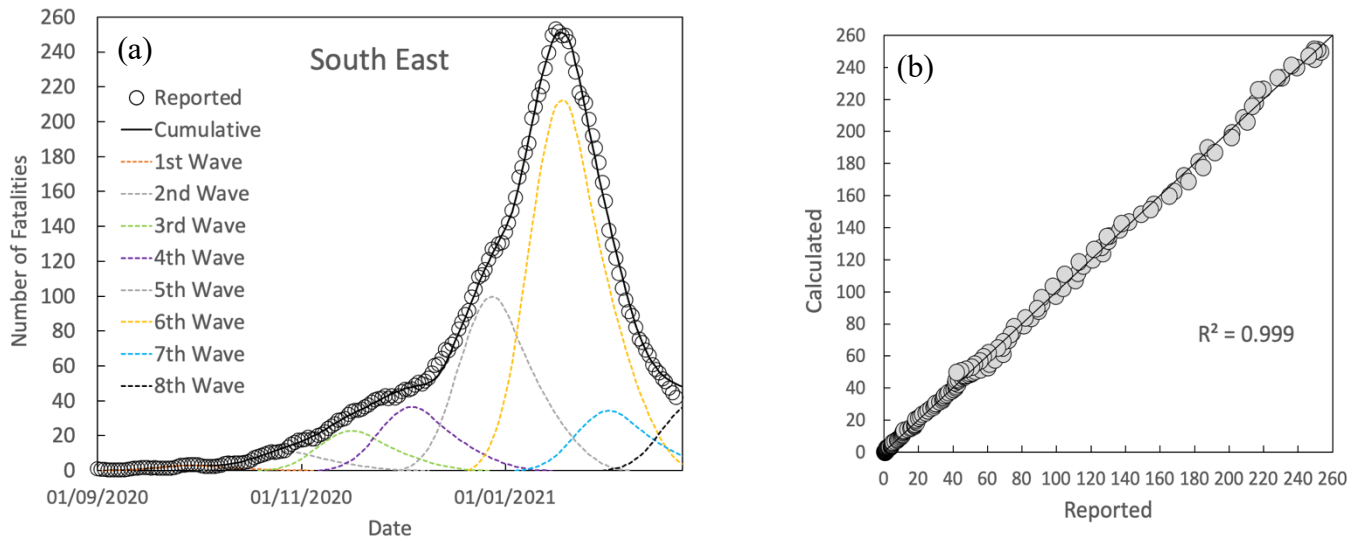 (a)
South East
Number of Fatalities
260
240
220
200
180
160
140
120
100
80
60
40
20
0
Reported
Cumulative
1st Wave
2nd Wave
3rd Wave
4th Wave
5th Wave
6th Wave
7th Wave
8th Wave
01/09/2020 01/11/2020 01/01/2021
Date
(b)
Calculated
260
240
220
200
180
160
140
120
100
80
60
40
20
0
R² = 0.999
0 20 40 60 80 100 120 140 160 180 200 220 240 260
Reported